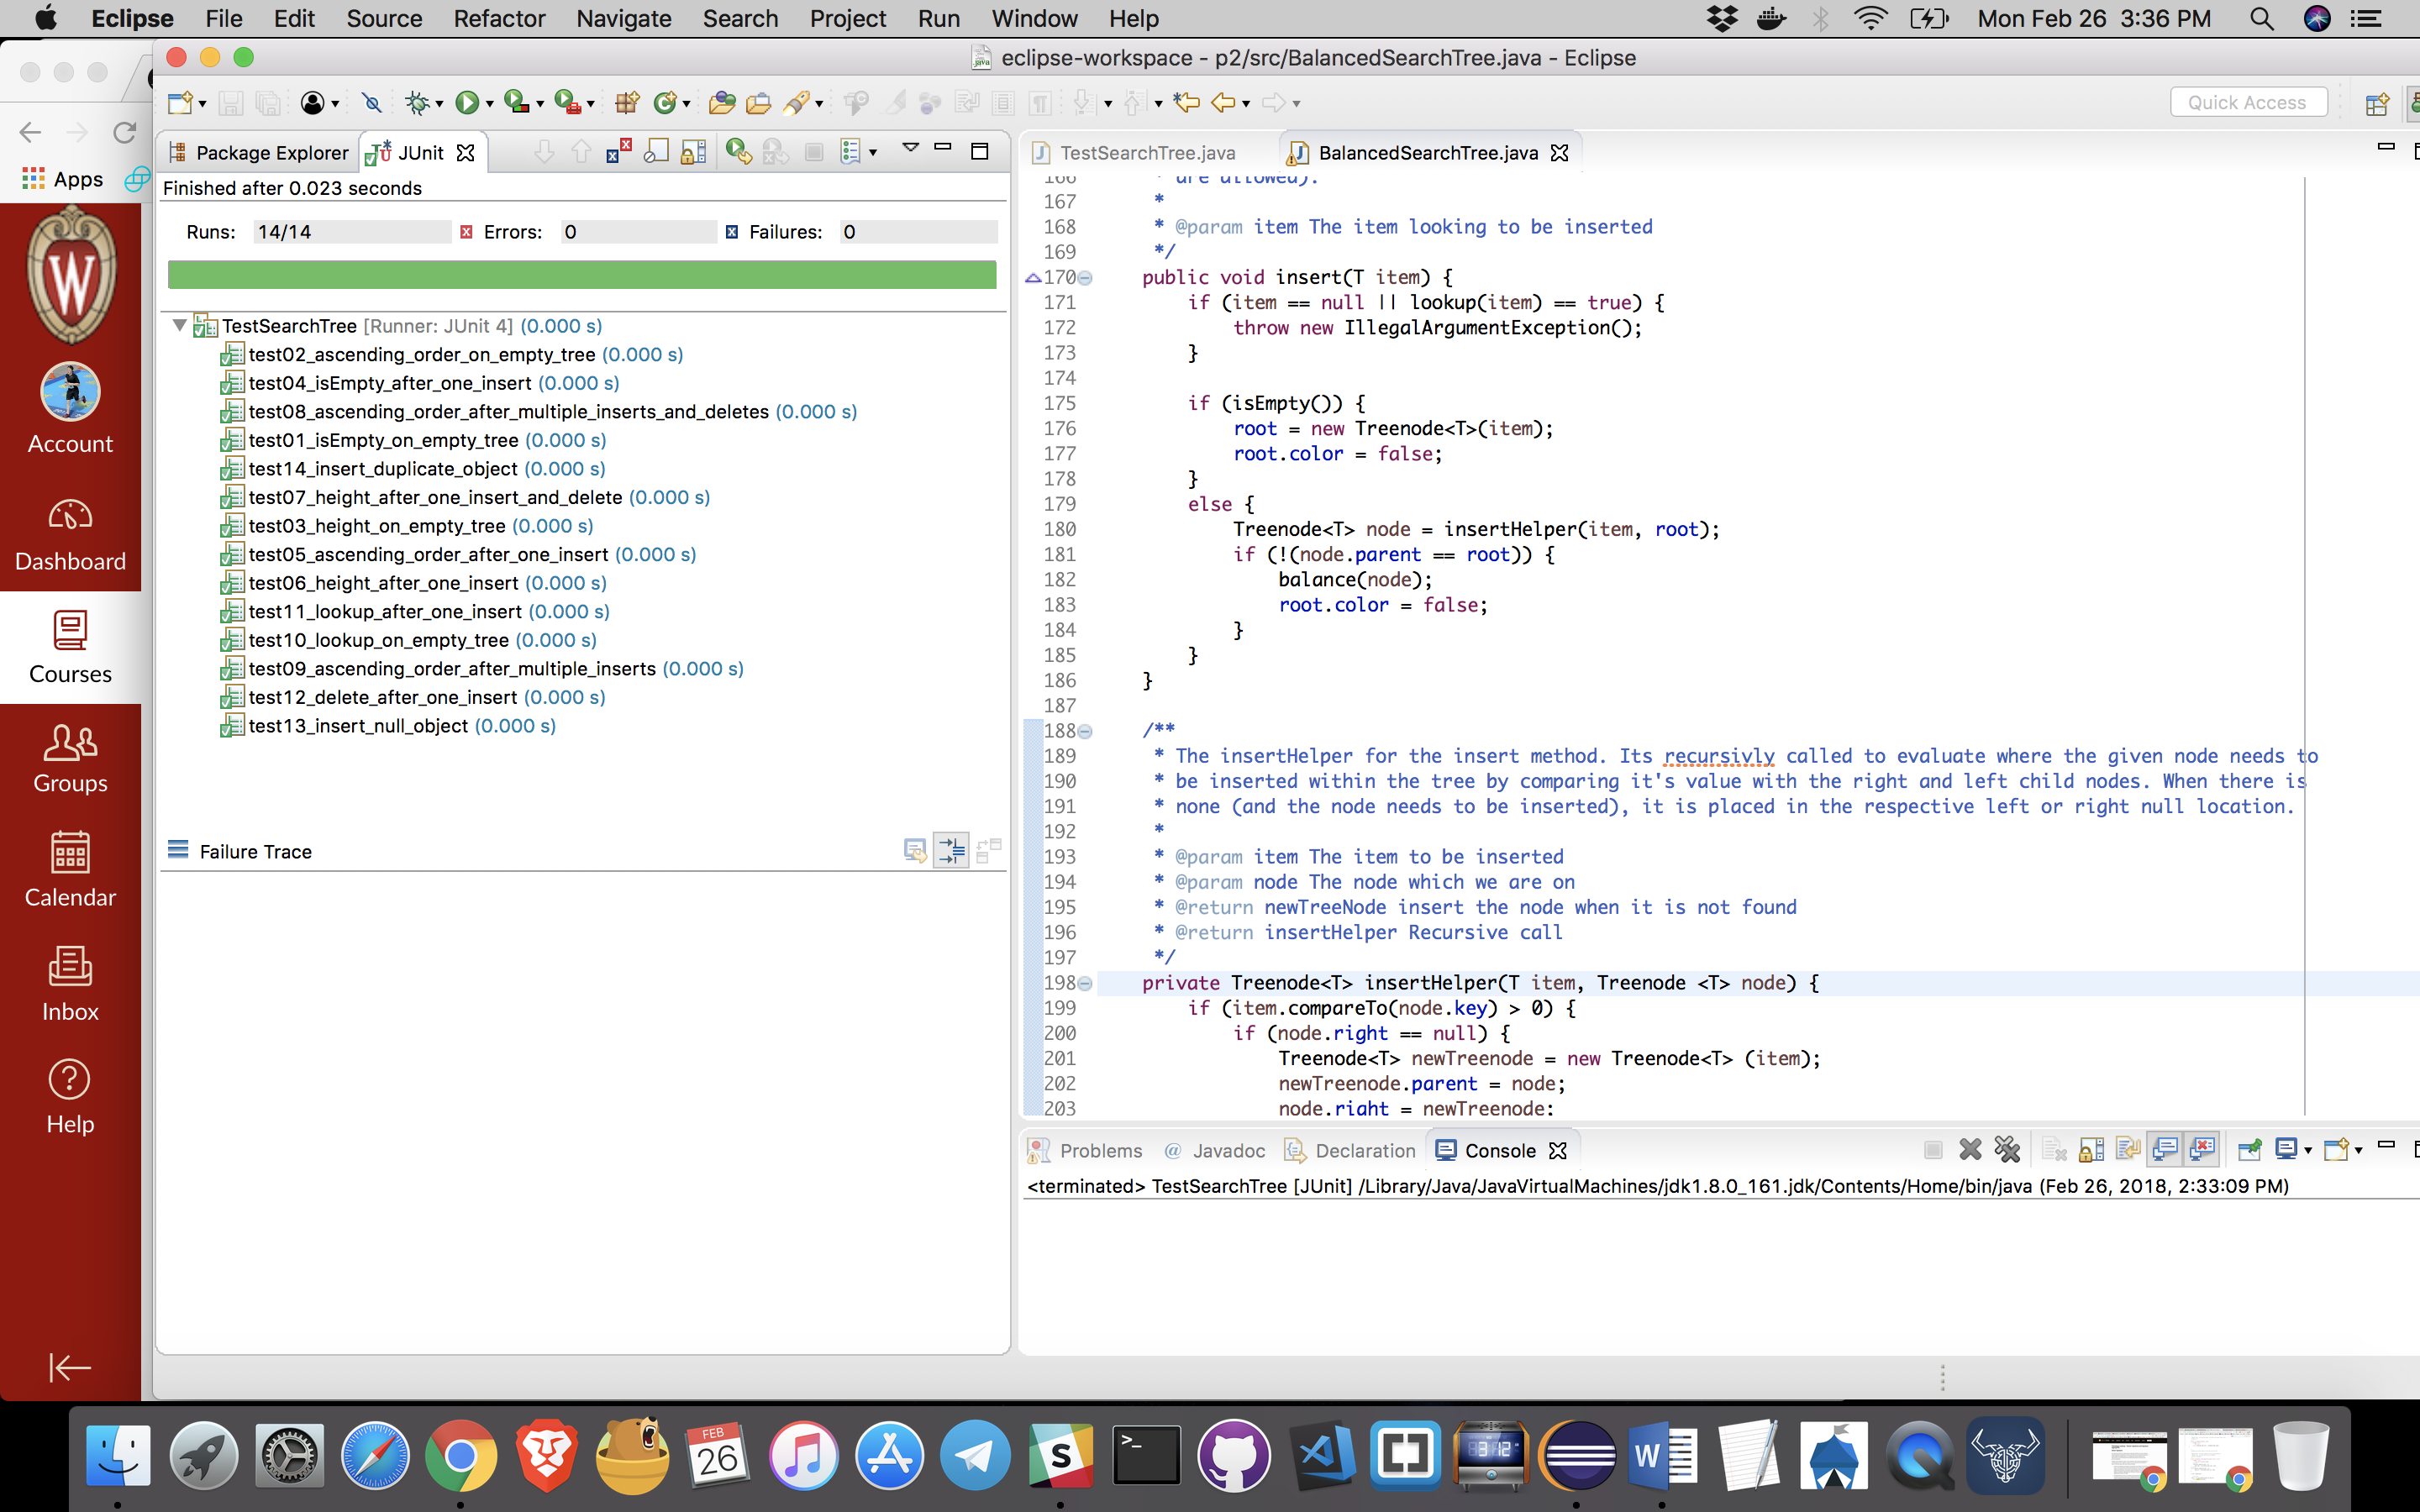 Eclipse File Edit Source Refactor Navigate Search Project Run Window Help Mon Feb 26 3:36 PM
eclipse-workspace - p2/src/BalancedSearchTree.java - Eclipse
Quick Access
Apps
W
Account
Dashboard
Courses
Groups
Calendar
Inbox
Help
Package Explorer JUnit
Finished after 0.023 seconds
Runs: 14/14 Errors: 0 Failures: 0
TestSearchTree [Runner: JUnit 4] (0.000 s)
test02_ascending_order_on_empty_tree (0.000 s)
test04_isEmpty_after_one_insert (0.000 s)
test08_ascending_order_after_multiple_inserts_and_deletes (0.000 s)
test01_isEmpty_on_empty_tree (0.000 s)
test14_insert_duplicate_object (0.000 s)
test07_height_after_one_insert_and_delete (0.000 s)
test03_height_on_empty_tree (0.000 s)
test05_ascending_order_after_one_insert (0.000 s)
test06_height_after_one_insert (0.000 s)
test11_lookup_after_one_insert (0.000 s)
test10_lookup_on_empty_tree (0.000 s)
test09_ascending_order_after_multiple_inserts (0.000 s)
test12_delete_after_one_insert (0.000 s)
test13_insert_null_object (0.000 s)
Failure Trace
TestSearchTree.java BalancedSearchTree.java
166 * are allowed).
167 *
168 * @param item The item looking to be inserted
169 */
170 public void insert(T item) {
171 if (item == null || lookup(item) == true) {
172 throw new IllegalArgumentException();
173 }
174
175 if (isEmpty()) {
176 root = new Treenode<T>(item);
177 root.color = false;
178 }
179 else {
180 Treenode<T> node = insertHelper(item, root);
181 if (!(node.parent == root)) {
182 balance(node);
183 root.color = false;
184 }
185 }
186 }
187
188 /**
189 * The insertHelper for the insert method. Its recursivly called to evaluate where the given node needs to
190 * be inserted within the tree by comparing it's value with the right and left child nodes. When there is
191 * none (and the node needs to be inserted), it is placed in the respective left or right null location.
192 *
193 * @param item The item to be inserted
194 * @param node The node which we are on
195 * @return newTreeNode insert the node when it is not found
196 * @return insertHelper Recursive call
197 */
198 private Treenode<T> insertHelper(T item, Treenode <T> node) {
199 if (item.compareTo(node.key) > 0) {
200 if (node.right == null) {
201 Treenode<T> newTreenode = new Treenode<T> (item);
202 newTreenode.parent = node;
203 node.right = newTreenode;
Problems @ Javadoc Declaration Console
<terminated> TestSearchTree [JUnit] /Library/Java/JavaVirtualMachines/jdk1.8.0_161.jdk/Contents/Home/bin/java (Feb 26, 2018, 2:33:09 PM)
FEB
26
S
>_
3:12
W